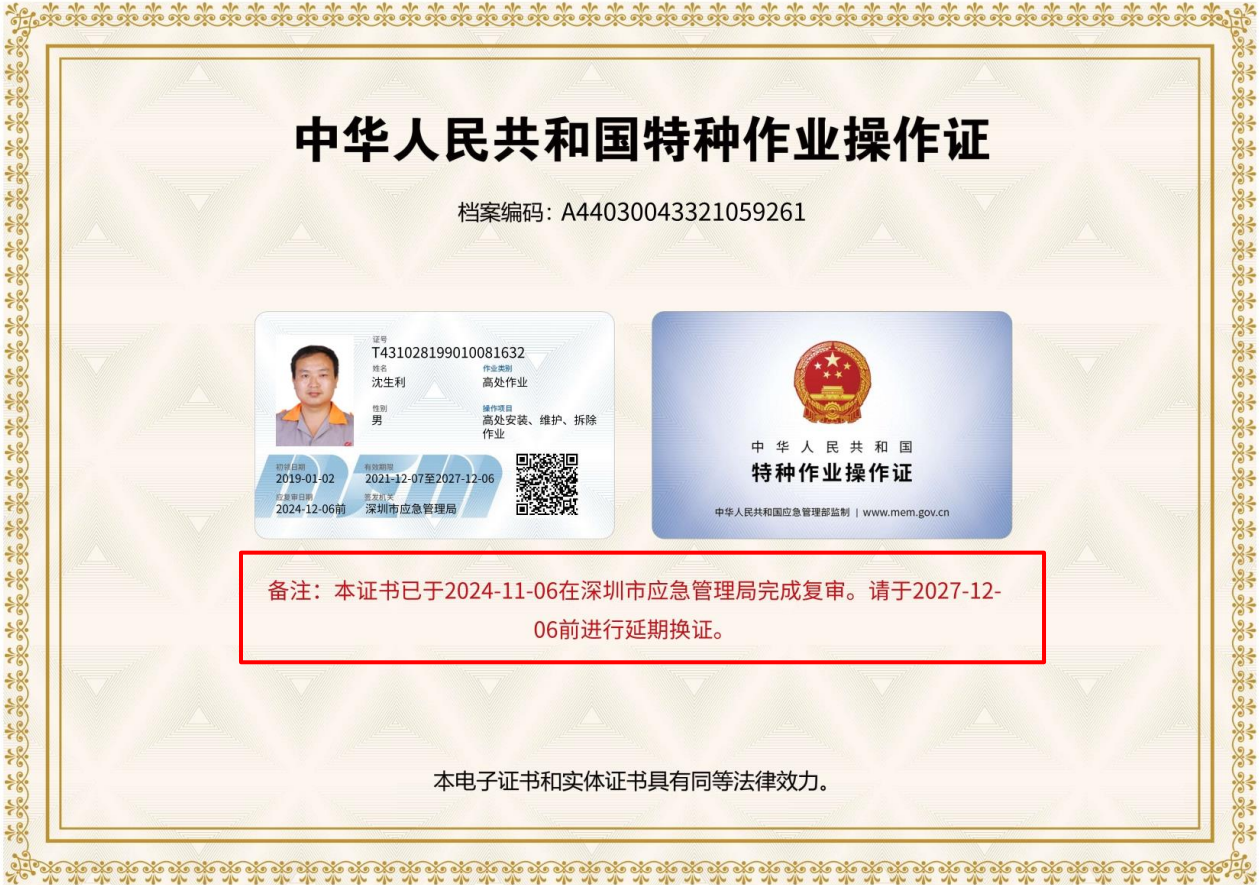 中华人民共和国特种作业操作证
档案编码：A44030043321059261
证号
T431028199010081632
姓名
沈生利
作业类别
高处作业
性别
男
操作项目
高处安装、维护、拆除
作业
初领日期
2019-01-02
有效期限
2021-12-07至2027-12-06
应复审日期
2024-12-06前
签发机关
深圳市应急管理局
MEM
中华人民共和国
特种作业操作证
中华人民共和国应急管理部监制 | www.mem.gov.cn
备注：本证书已于2024-11-06在深圳市应急管理局完成复审。请于2027-12-
06前进行延期换证。
本电子证书和实体证书具有同等法律效力。